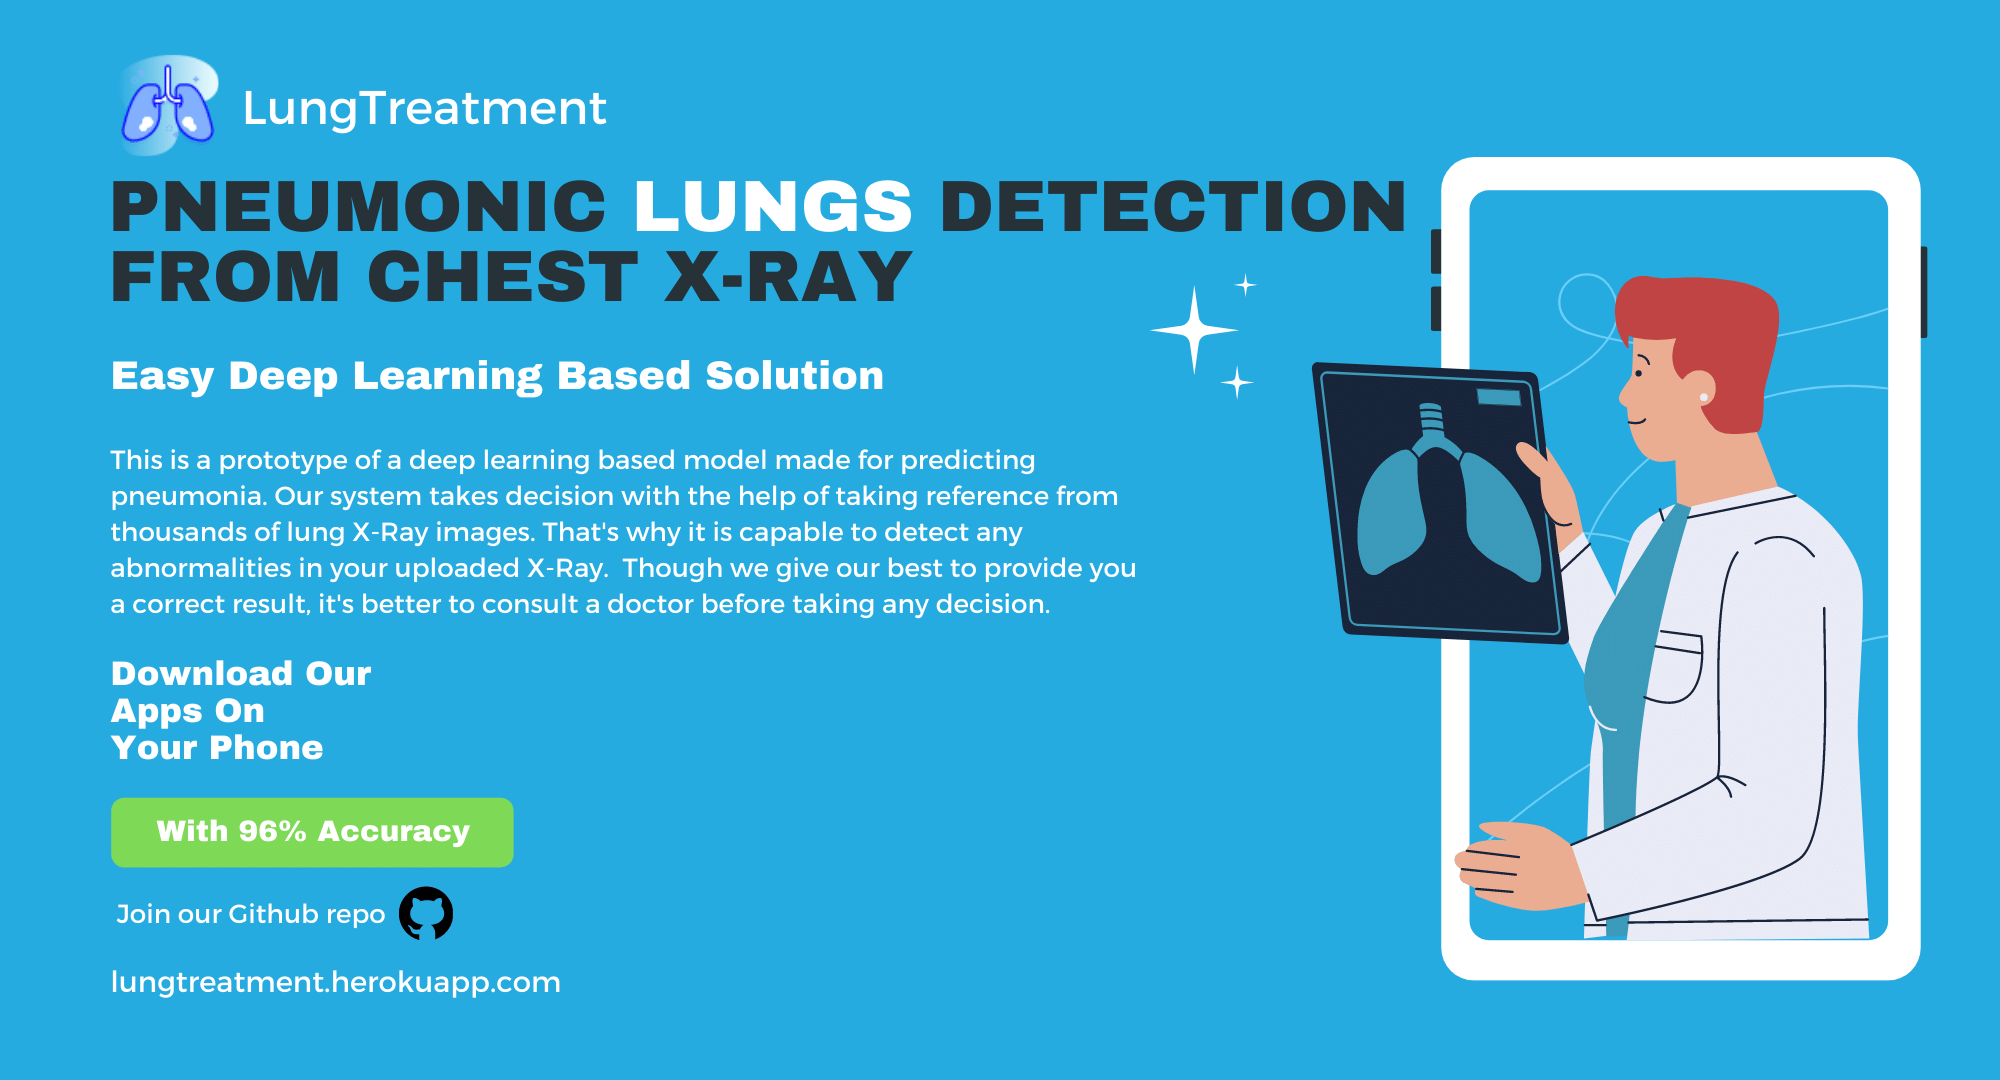 LungTreatment
PNEUMONIC LUNGS DETECTION
FROM CHEST X-RAY
Easy Deep Learning Based Solution
This is a prototype of a deep learning based model made for predicting
pneumonia. Our system takes decision with the help of taking reference from
thousands of lung X-Ray images. That's why it is capable to detect any
abnormalities in your uploaded X-Ray.  Though we give our best to provide you
a correct result, it's better to consult a doctor before taking any decision.
Download Our
Apps On
Your Phone
With 96% Accuracy
Join our Github repo
lungtreatment.herokuapp.com